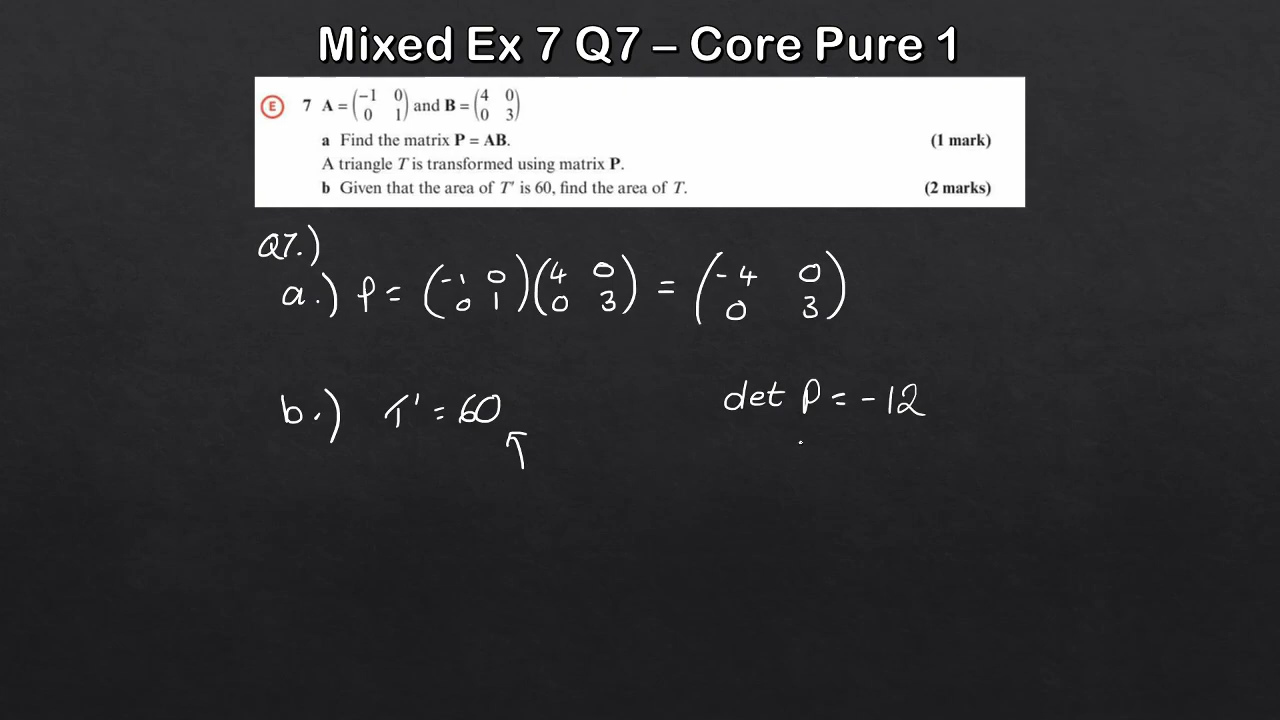 Mixed Ex 7 Q7 – Core Pure 1
E 7 A = (−1 0 / 0 1) and B = (4 0 / 0 3)
a Find the matrix P = AB. (1 mark)
A triangle T is transformed using matrix P.
b Given that the area of T′ is 60, find the area of T. (2 marks)
Q7.)
a.) P = (-1 0 / 0 1)(4 0 / 0 3) = (-4 0 / 0 3)
b.) T' = 60 det P = -12